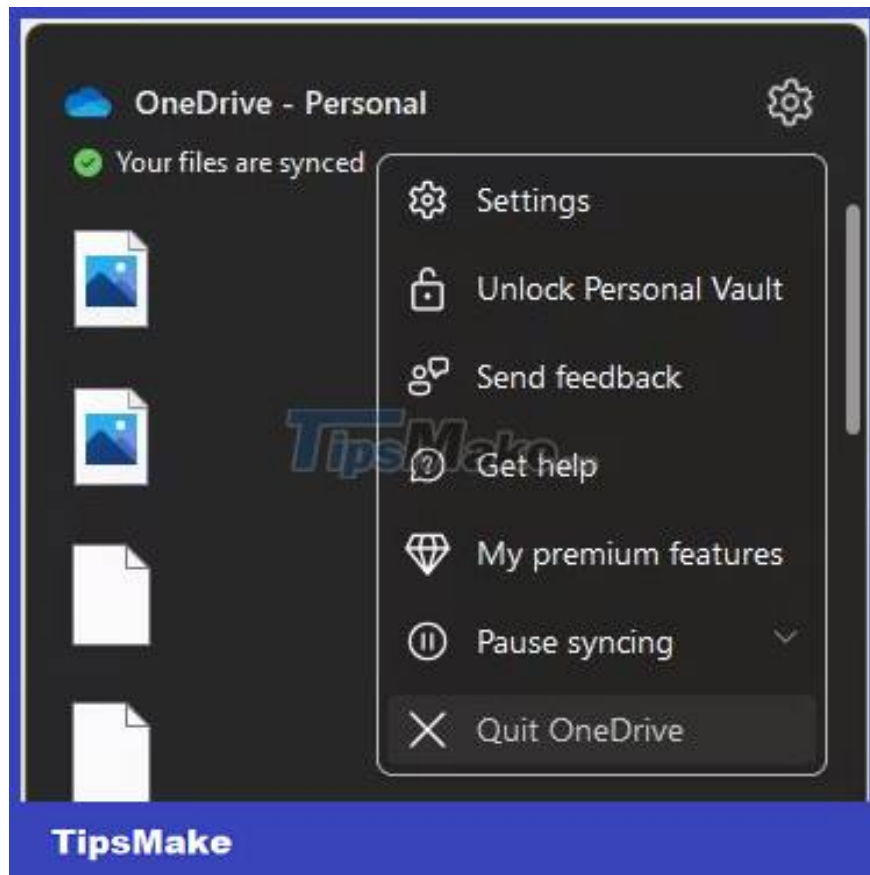 OneDrive - Personal
Your files are synced
Settings
Unlock Personal Vault
Send feedback
TipsMake
Get help
My premium features
Pause syncing
Quit OneDrive
TipsMake